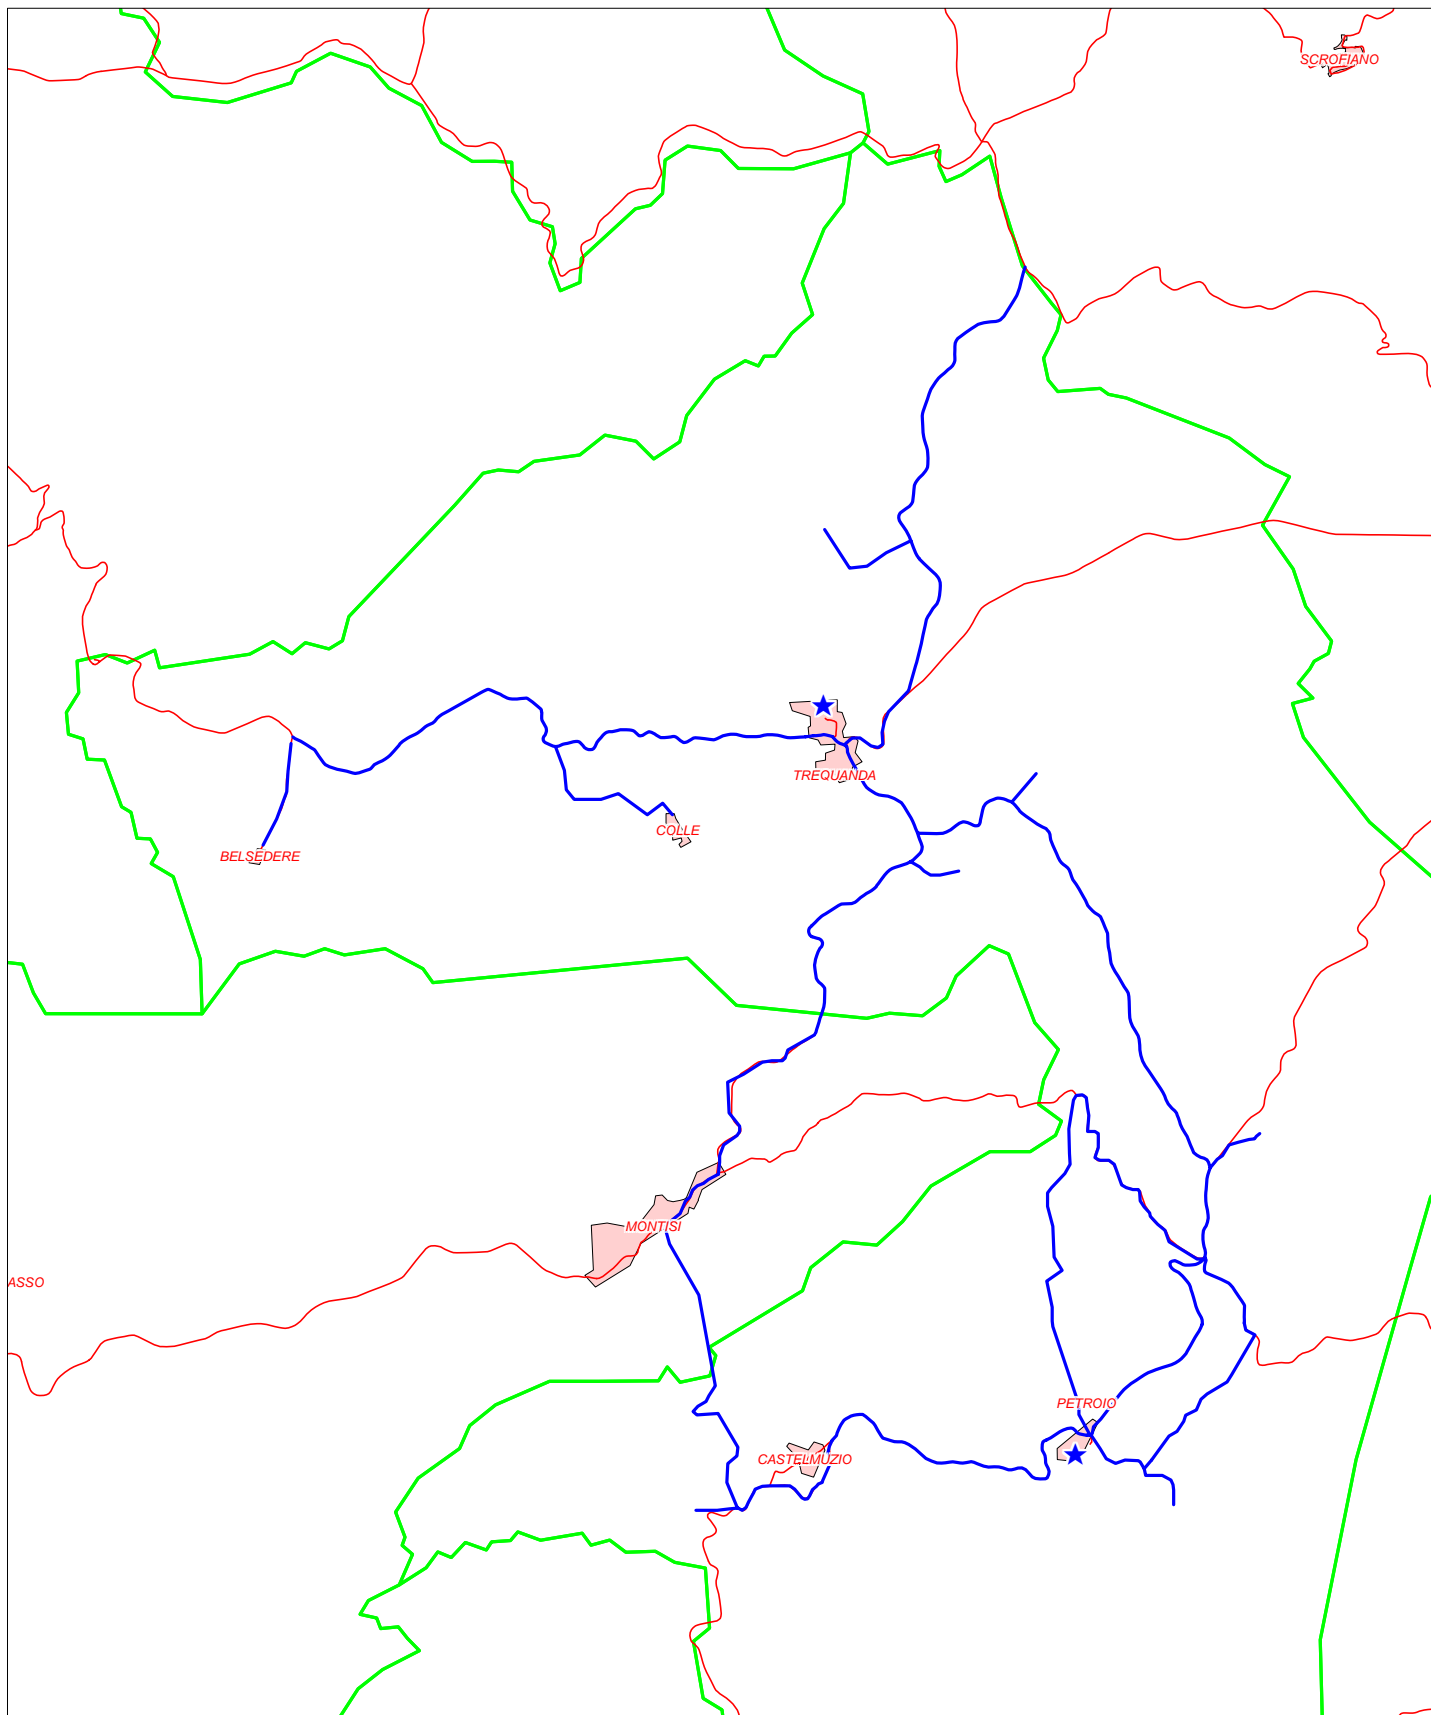 SCROFIANO
TREQUANDA
COLLE
BELSEDERE
MONTISI
ASSO
PETROIO
CASTELMUZIO